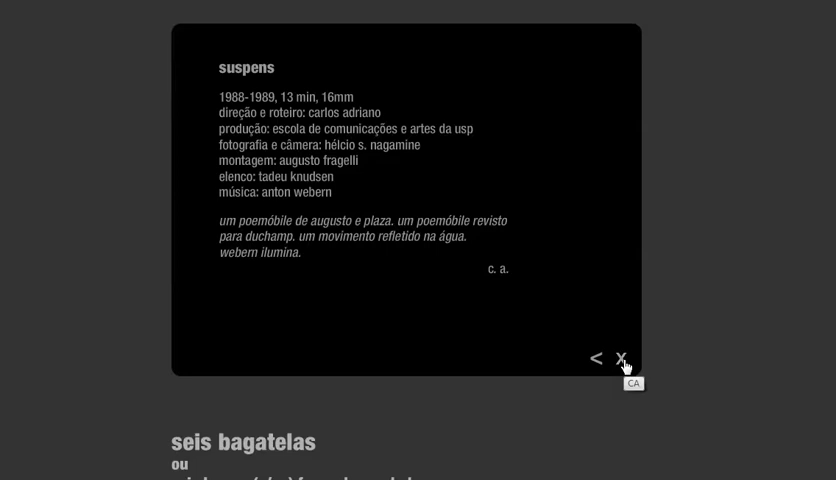 suspens
1988-1989, 13 min, 16mm
direção e roteiro: carlos adriano
produção: escola de comunicações e artes da usp
fotografia e câmera: hélcio s. nagamine
montagem: augusto fragelli
elenco: tadeu knudsen
música: anton webern
um poemóbile de augusto e plaza. um poemóbile revisto
para duchamp. um movimento refletido na água.
webern ilumina.
c. a.
< x
CA
seis bagatelas
ou